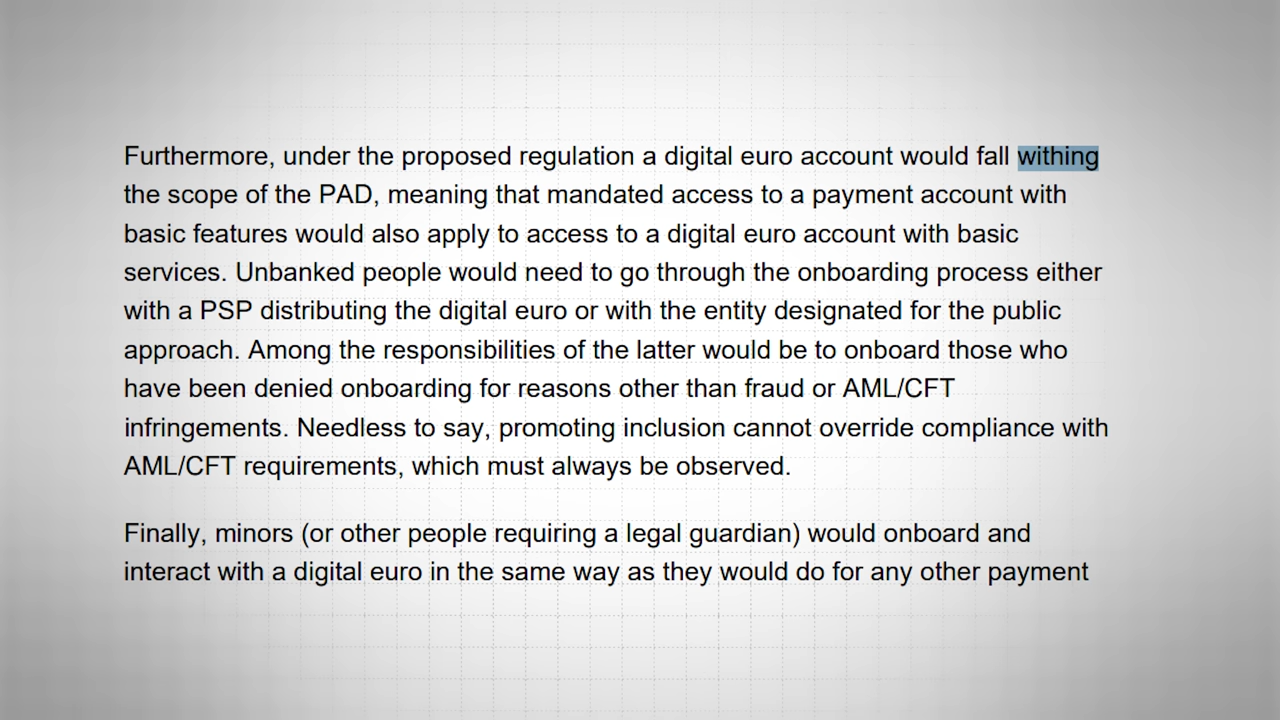 Furthermore, under the proposed regulation a digital euro account would fall withing
the scope of the PAD, meaning that mandated access to a payment account with
basic features would also apply to access to a digital euro account with basic
services. Unbanked people would need to go through the onboarding process either
with a PSP distributing the digital euro or with the entity designated for the public
approach. Among the responsibilities of the latter would be to onboard those who
have been denied onboarding for reasons other than fraud or AML/CFT
infringements. Needless to say, promoting inclusion cannot override compliance with
AML/CFT requirements, which must always be observed.
Finally, minors (or other people requiring a legal guardian) would onboard and
interact with a digital euro in the same way as they would do for any other payment